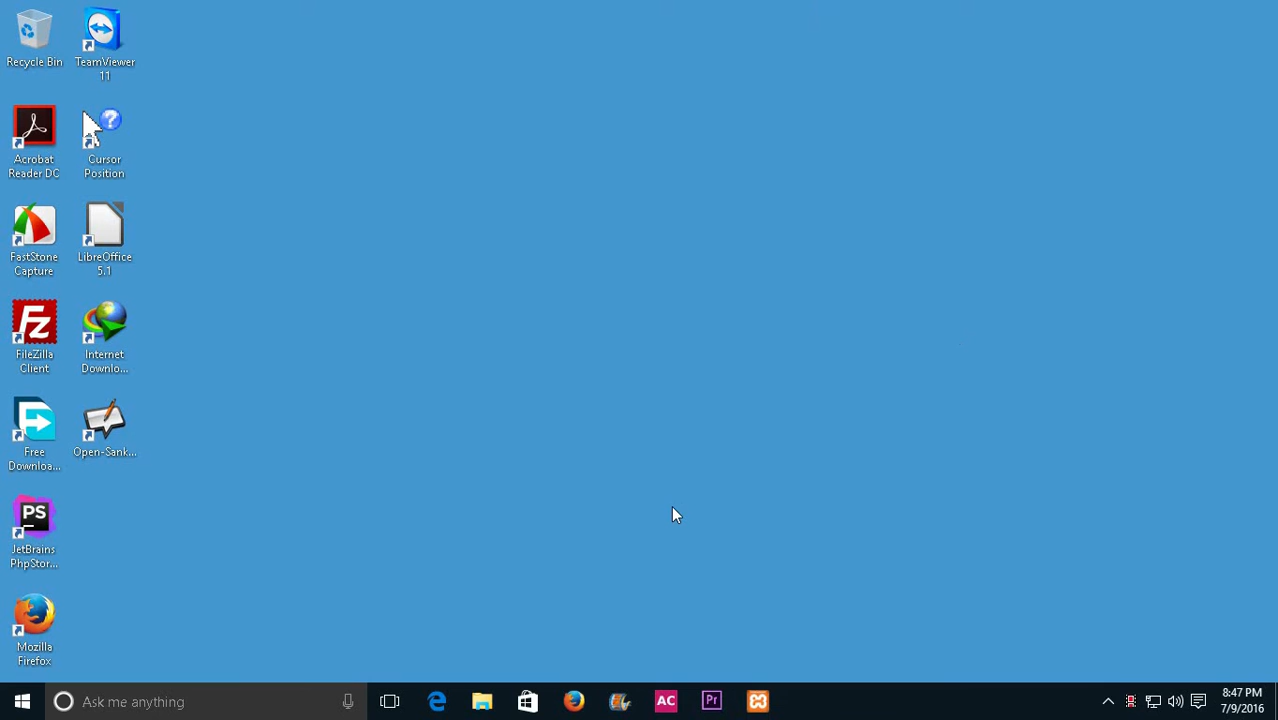 Recycle Bin
TeamViewer
11
Acrobat
Reader DC
Cursor
Position
FastStone
Capture
LibreOffice
5.1
Fz
FileZilla
Client
Internet
Downlo...
Free
Downloa...
Open-Sank...
PS
JetBrains
PhpStor...
Mozilla
Firefox
Ask me anything
AC
Pr
8:47 PM
7/9/2016